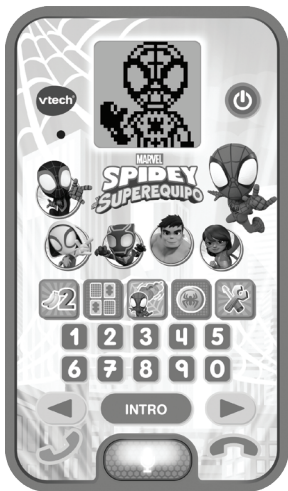 vtech
MARVEL
SPIDEY
Y SU
SUPEREQUIPO
2
1 2 3 4 5
6 7 8 9 0
INTRO